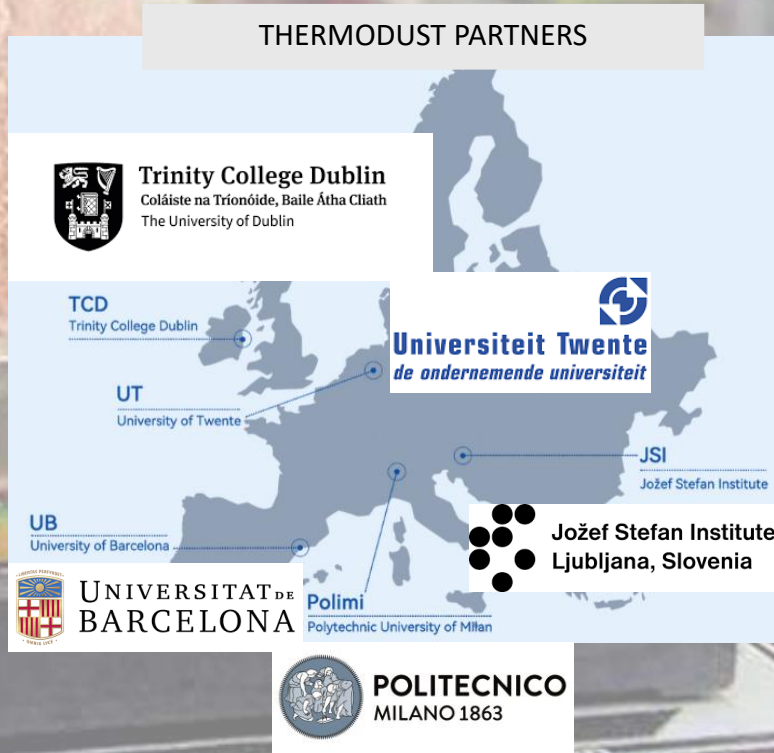 THERMODUST PARTNERS
Trinity College Dublin
Coláiste na Tríonóide, Baile Átha Cliath
The University of Dublin
TCD
Trinity College Dublin
Universiteit Twente
de ondernemende universiteit
UT
University of Twente
JSI
Jožef Stefan Institute
UB
University of Barcelona
Jožef Stefan Institute
Ljubljana, Slovenia
UNIVERSITAT DE
BARCELONA
Polimi
Polytechnic University of Milan
POLITECNICO
MILANO 1863